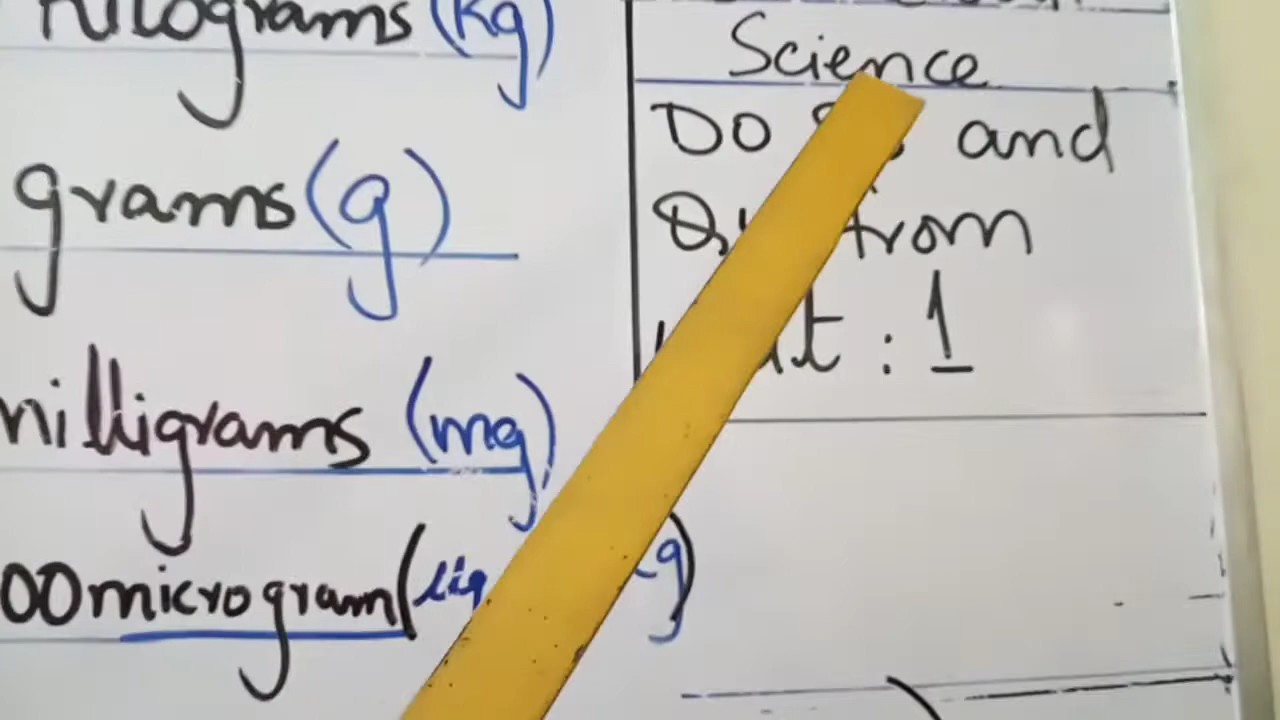 Kilograms (kg)
grams (g)
milligrams (mg)
00 microgram (
g)
Science
Do and
from
: 1